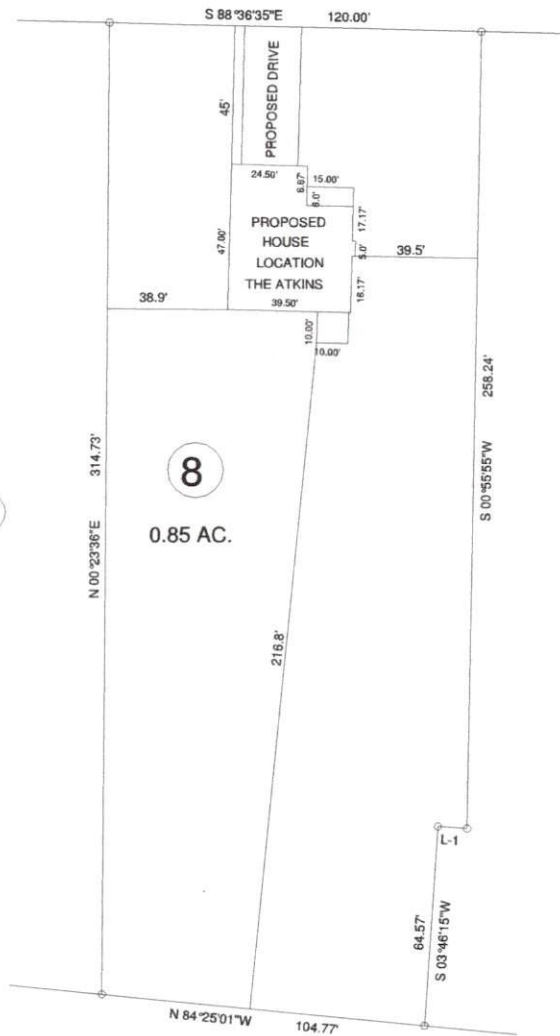 S 88°36'35"E 120.00'
45'
PROPOSED DRIVE
24.50'
6.67'
15.00'
6.0'
PROPOSED
HOUSE
LOCATION
THE ATKINS
47.00'
17.17'
5.0'
39.5'
16.17'
38.9'
39.50'
10.00'
10.00'
314.73'
N 00°23'36"E
258.24'
S 00°55'55"W
8
0.85 AC.
216.8'
L-1
64.57'
S 03°46'15"W
N 84°25'01"W 104.77'